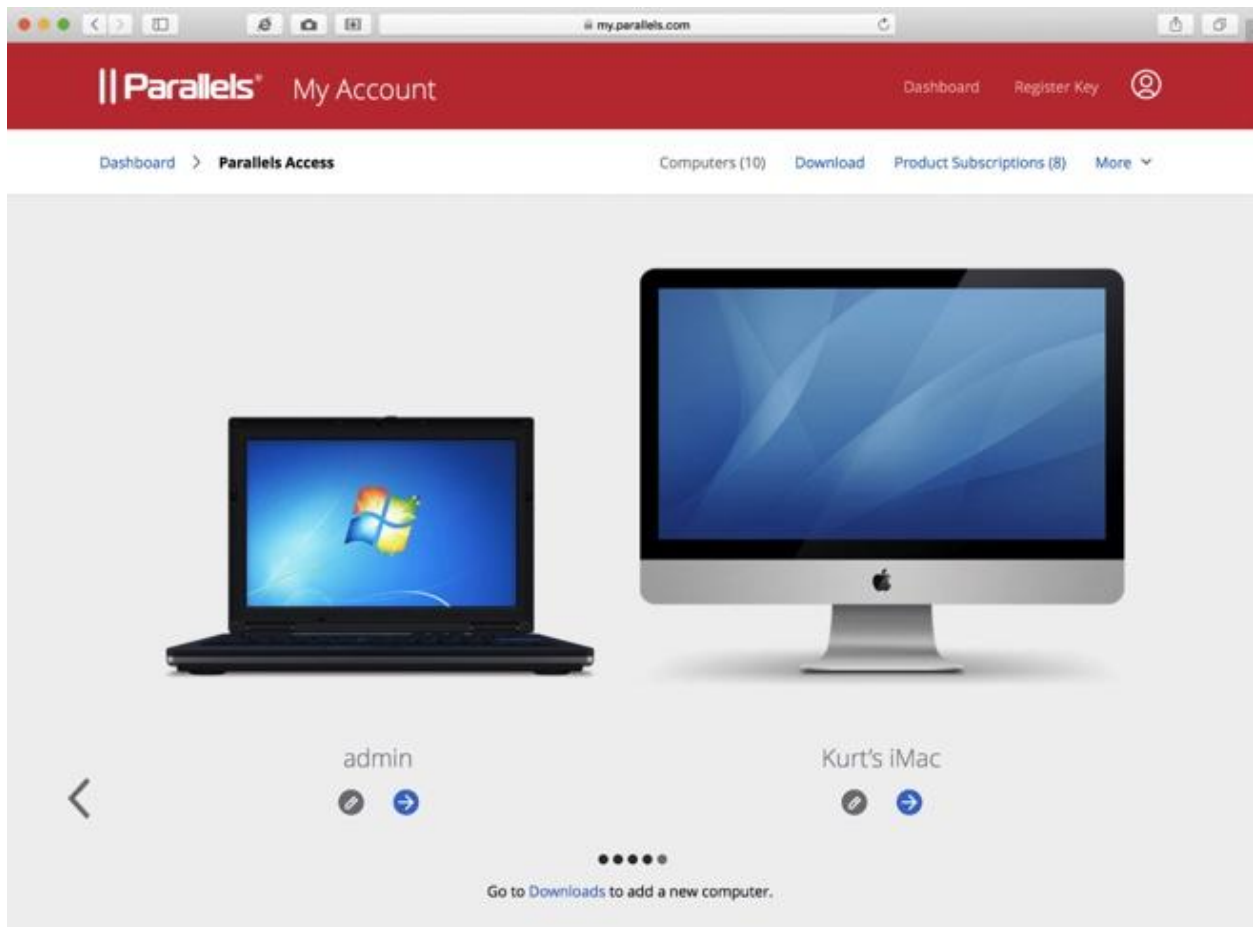 my.parallels.com
|| Parallels® My Account Dashboard Register Key
Dashboard > Parallels Access Computers (10) Download Product Subscriptions (8) More
admin Kurt's iMac
Go to Downloads to add a new computer.